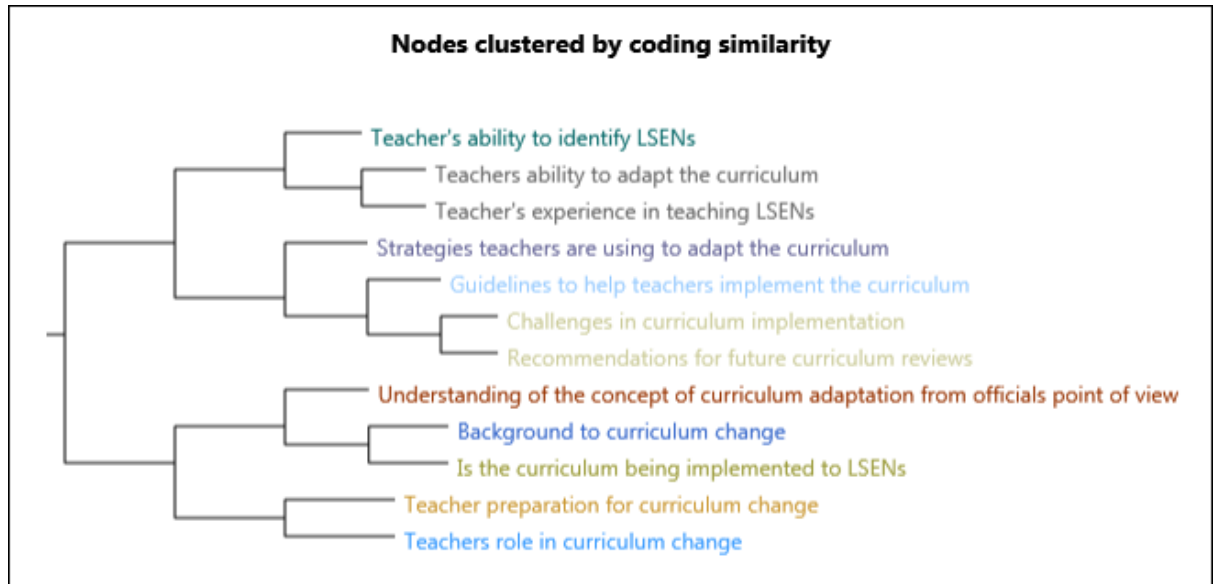 Nodes clustered by coding similarity
Teacher's ability to identify LSENs
Teachers ability to adapt the curriculum
Teacher's experience in teaching LSENs
Strategies teachers are using to adapt the curriculum
Guidelines to help teachers implement the curriculum
Challenges in curriculum implementation
Recommendations for future curriculum reviews
Understanding of the concept of curriculum adaptation from officials point of view
Background to curriculum change
Is the curriculum being implemented to LSENs
Teacher preparation for curriculum change
Teachers role in curriculum change